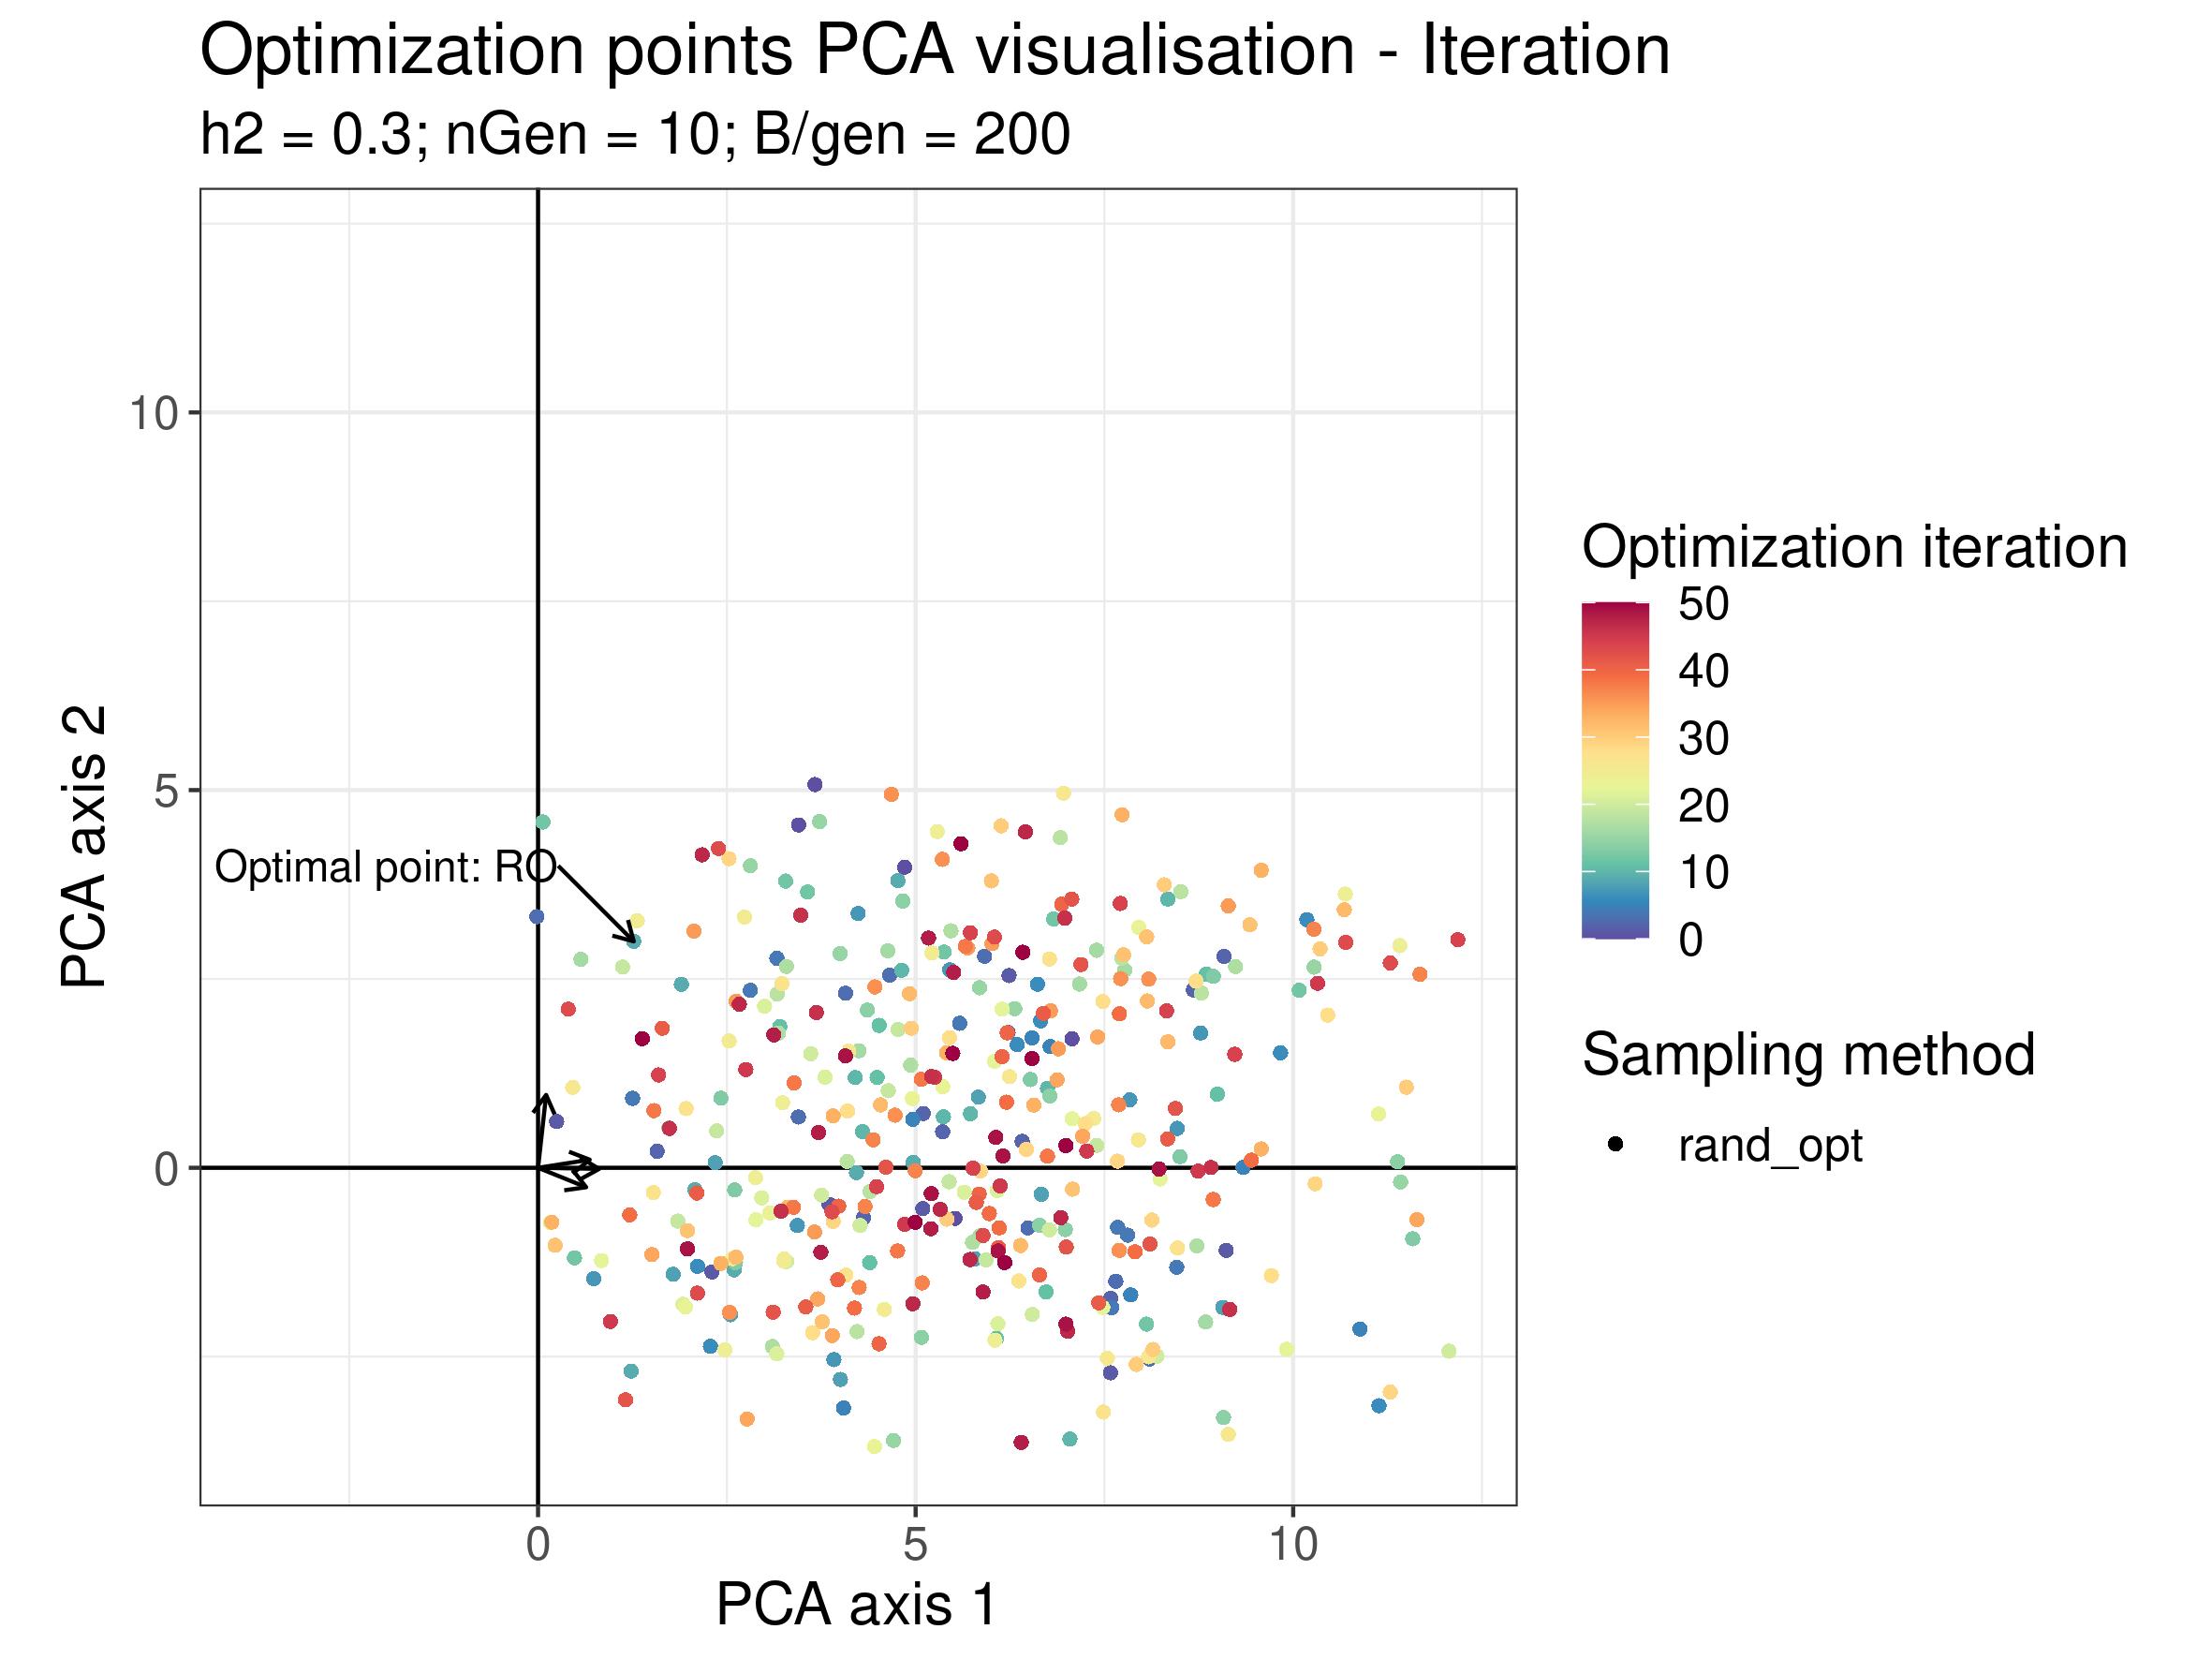 Optimization points PCA visualisation - Iteration
h2 = 0.3; nGen = 10; B/gen = 200
PCA axis 2
10
5
0
Optimal point: RO
0
5
10
PCA axis 1
Optimization iteration
50
40
30
20
10
0
Sampling method
rand_opt